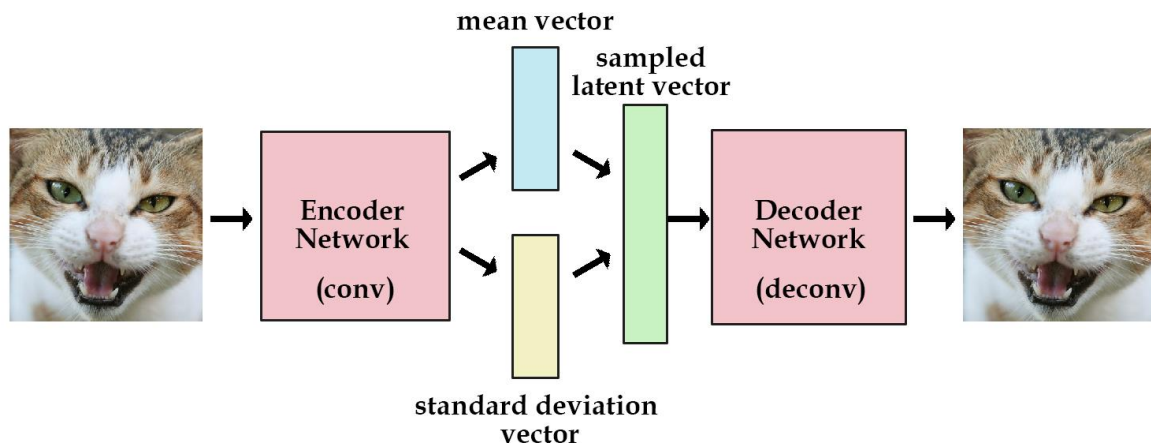 mean vector
sampled
latent vector
Encoder
Network
(conv)
Decoder
Network
(deconv)
standard deviation
vector